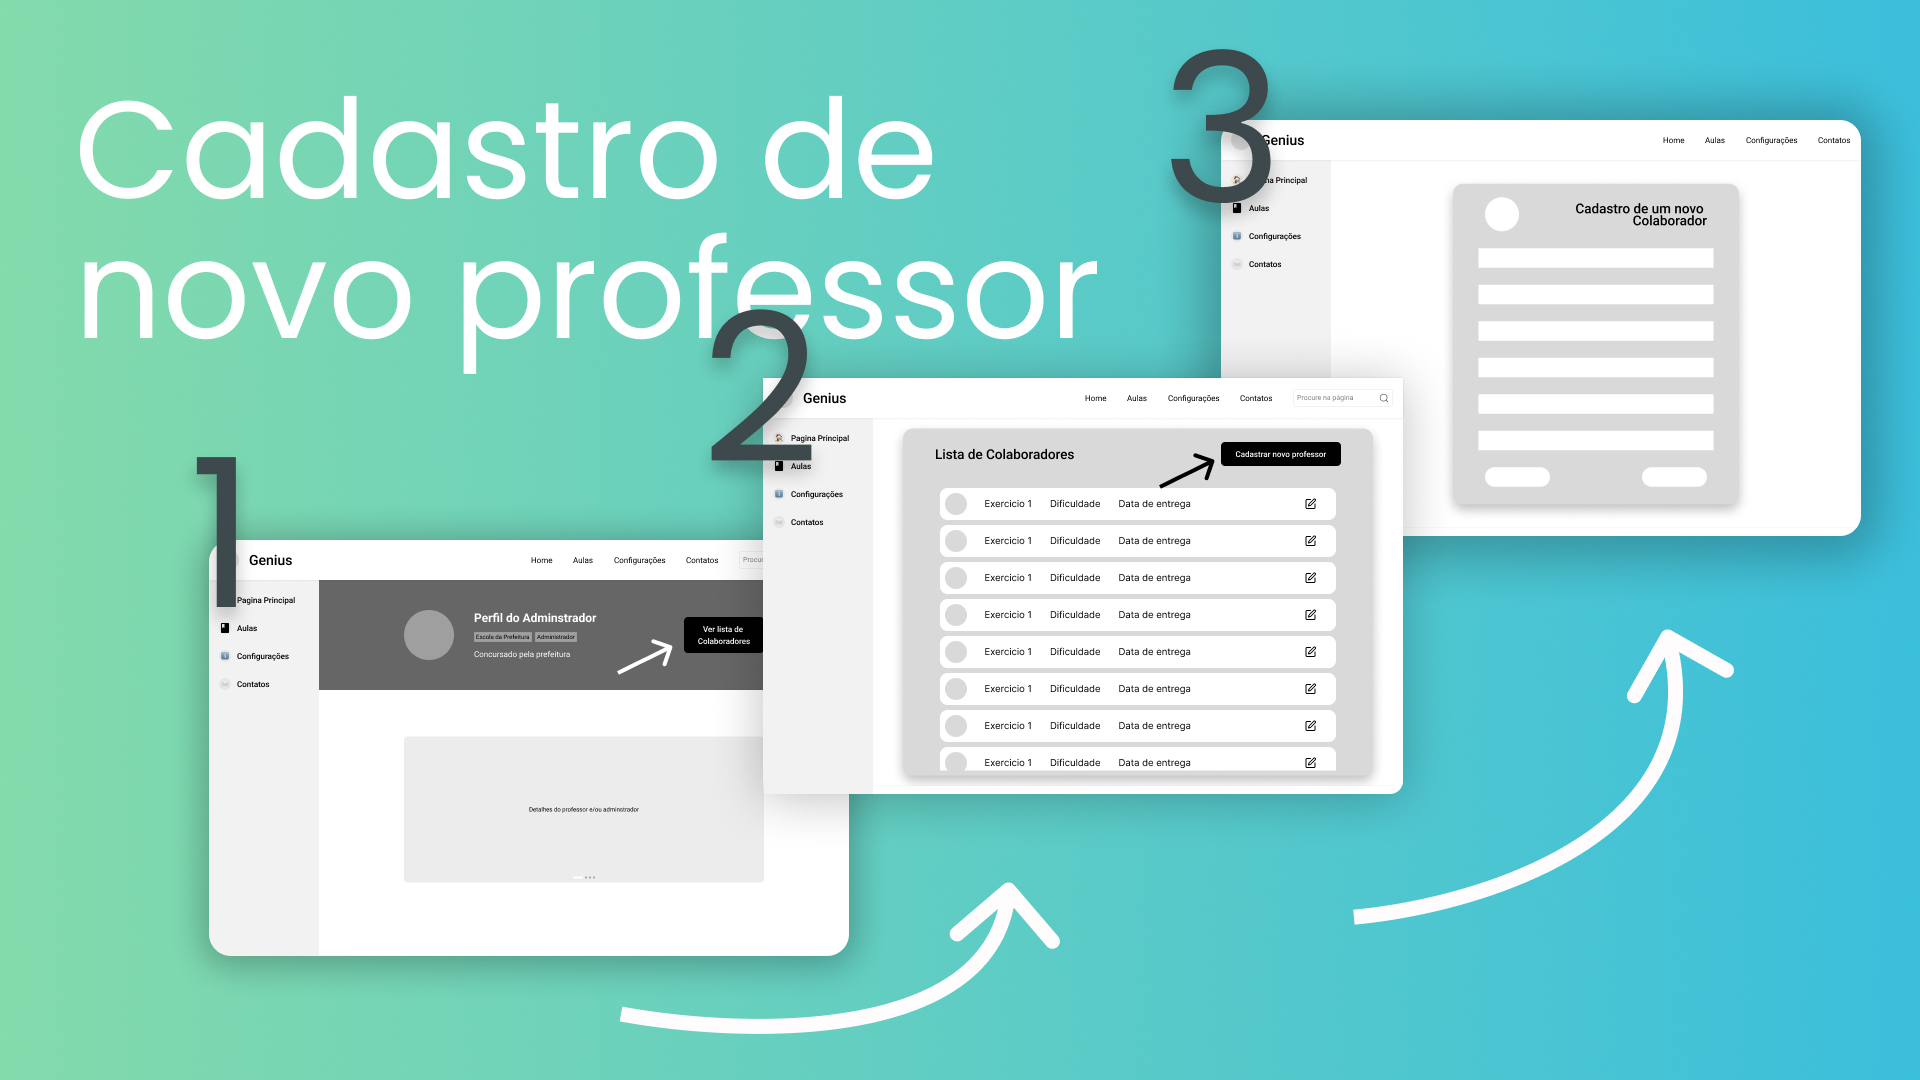 Cadastro de
novo professor
1
Genius
Home Aulas Configurações Contatos
Pagina Principal
Aulas
Configurações
Contatos
Perfil do Adminstrador
Escola da Prefeitura Administrador
Concursado pela prefeitura
Ver lista de
Colaboradores
Detalhes do professor e/ou adminstrador
2
Genius
Home Aulas Configurações Contatos Procure na página
Pagina Principal
Aulas
Configurações
Contatos
Lista de Colaboradores
Cadastrar novo professor
Exercicio 1 Dificuldade Data de entrega
Exercicio 1 Dificuldade Data de entrega
Exercicio 1 Dificuldade Data de entrega
Exercicio 1 Dificuldade Data de entrega
Exercicio 1 Dificuldade Data de entrega
Exercicio 1 Dificuldade Data de entrega
Exercicio 1 Dificuldade Data de entrega
Exercicio 1 Dificuldade Data de entrega
3
Genius
Home Aulas Configurações Contatos
Principal
Aulas
Configurações
Contatos
Cadastro de um novo
Colaborador